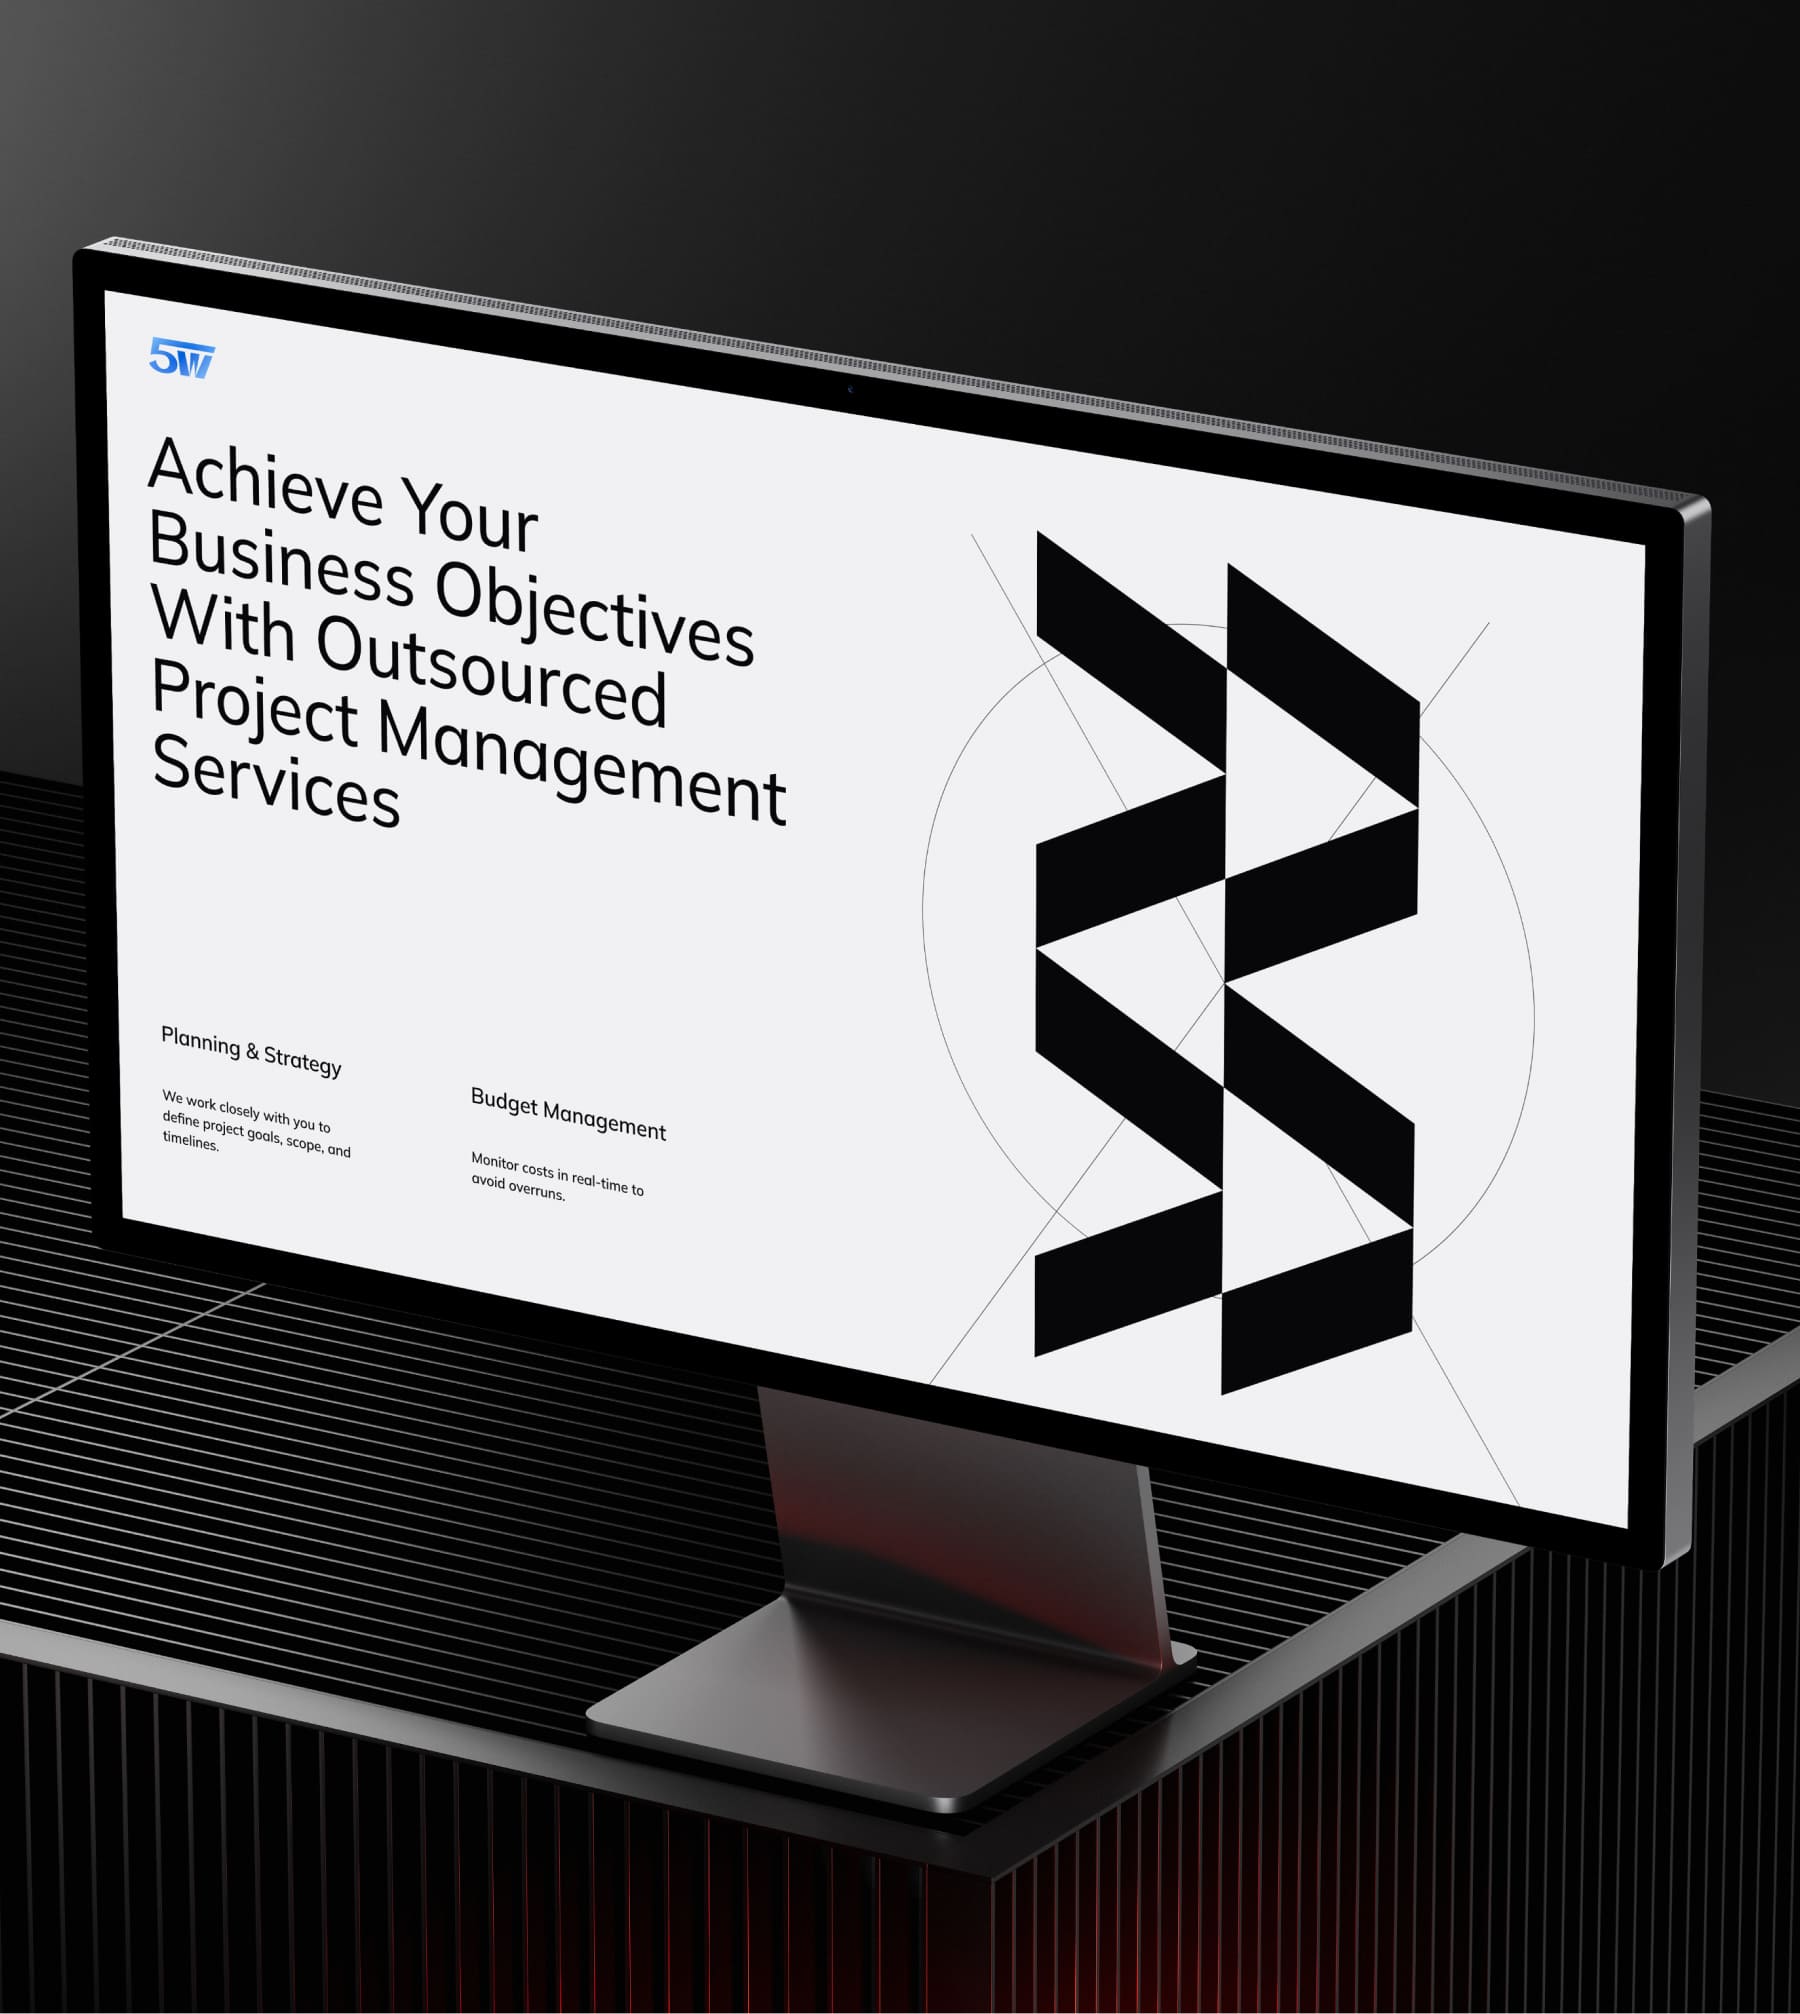 5W
Achieve Your
Business Objectives
With Outsourced
Project Management
Services
Planning & Strategy
We work closely with you to
define project goals, scope, and
timelines.
Budget Management
Monitor costs in real-time to
avoid overruns.